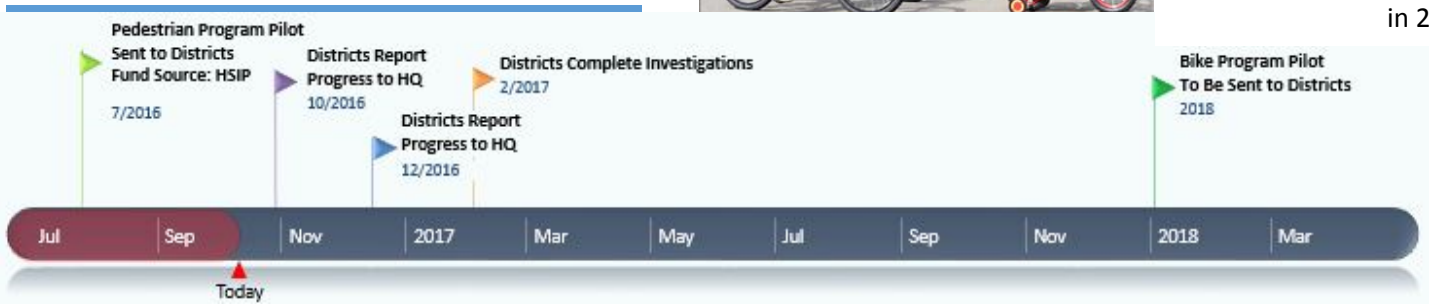 in 2
Pedestrian Program Pilot
Sent to Districts
Fund Source: HSIP
7/2016
Districts Report
Progress to HQ
10/2016
Districts Report
Progress to HQ
12/2016
Districts Complete Investigations
2/2017
Bike Program Pilot
To Be Sent to Districts
2018
Jul
Sep
Nov
2017
Mar
May
Jul
Sep
Nov
2018
Mar
Today